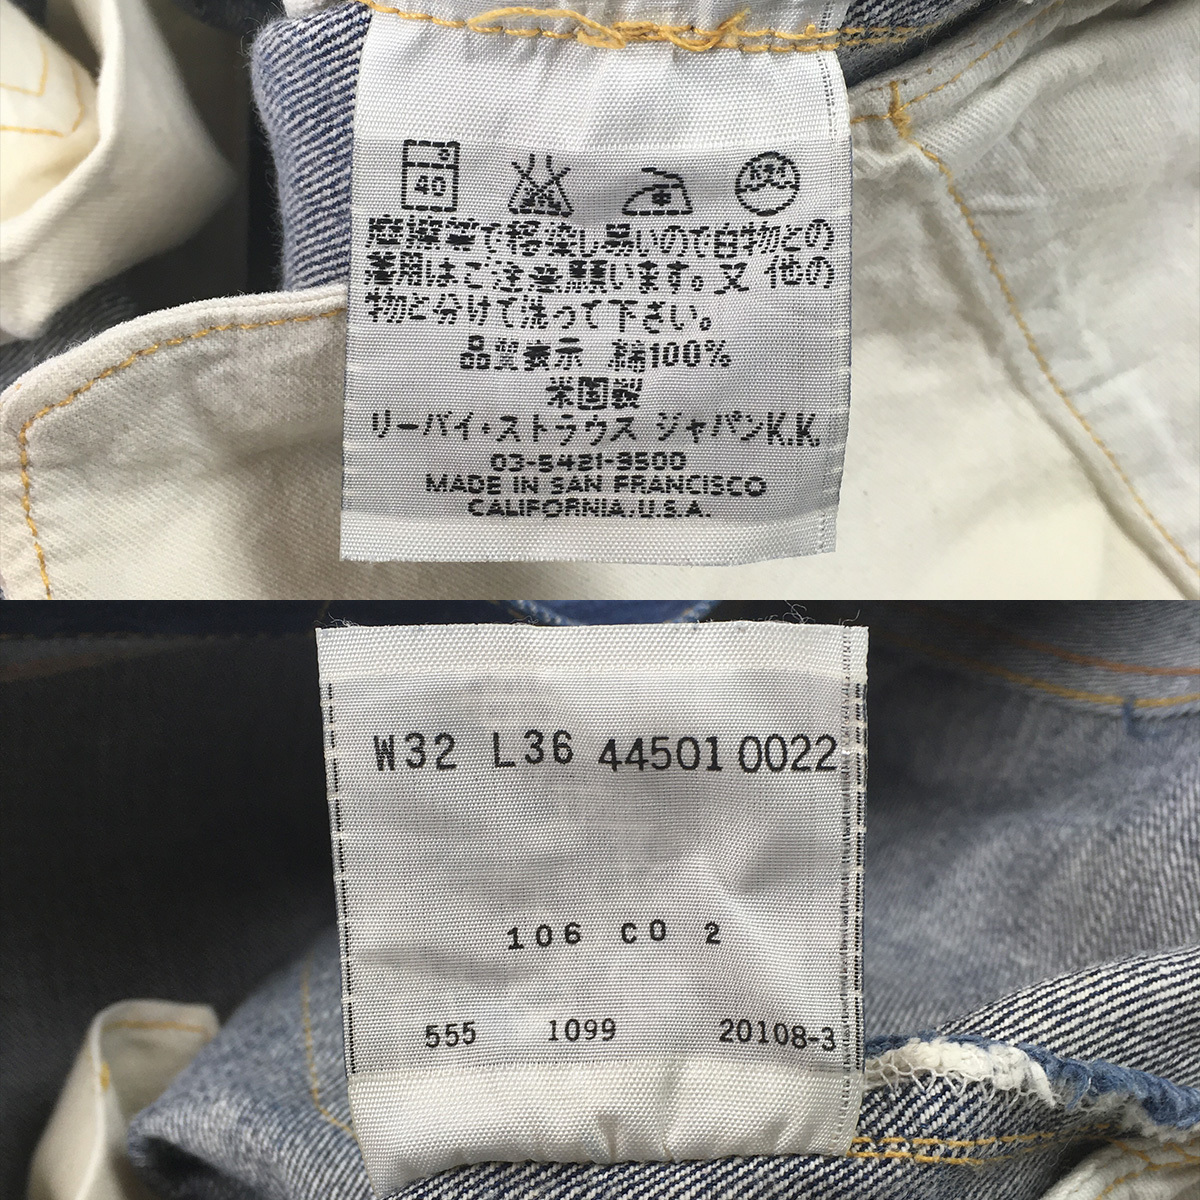 40
感擦等で移染し易いので白物との
着用はご注意願います。又 他の
物と分けて洗って下さい。
品質表示 綿100%
米国製
リーバイ・ストラウス ジャパンK.K.
03-5421-3500
MADE IN SAN FRANCISCO
CALIFORNIA.U.S.A.
W32 L36 44501 0022
106 CO 2
555 1099 20108-3